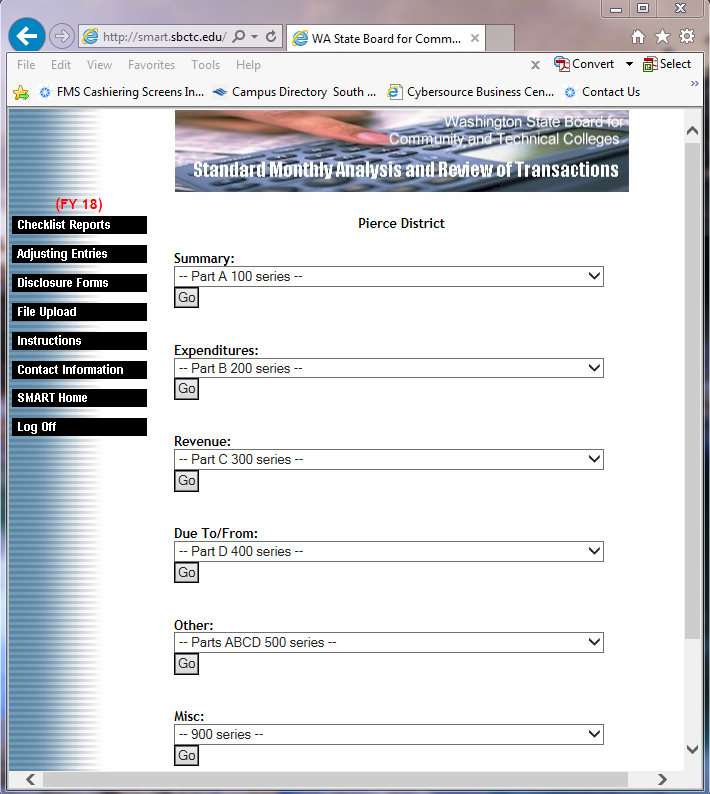 http://smart.sbctc.edu/
WA State Board for Comm...
File Edit View Favorites Tools Help
Convert Select
FMS Cashiering Screens In... Campus Directory South ... Cybersource Business Cen... Contact Us
Washington State Board for
Community and Technical Colleges
Standard Monthly Analysis and Review of Transactions
(FY 18)
Checklist Reports
Adjusting Entries
Disclosure Forms
File Upload
Instructions
Contact Information
SMART Home
Log Off
Pierce District
Summary:
-- Part A 100 series --
Go
Expenditures:
-- Part B 200 series --
Go
Revenue:
-- Part C 300 series --
Go
Due To/From:
-- Part D 400 series --
Go
Other:
-- Parts ABCD 500 series --
Go
Misc:
-- 900 series --
Go